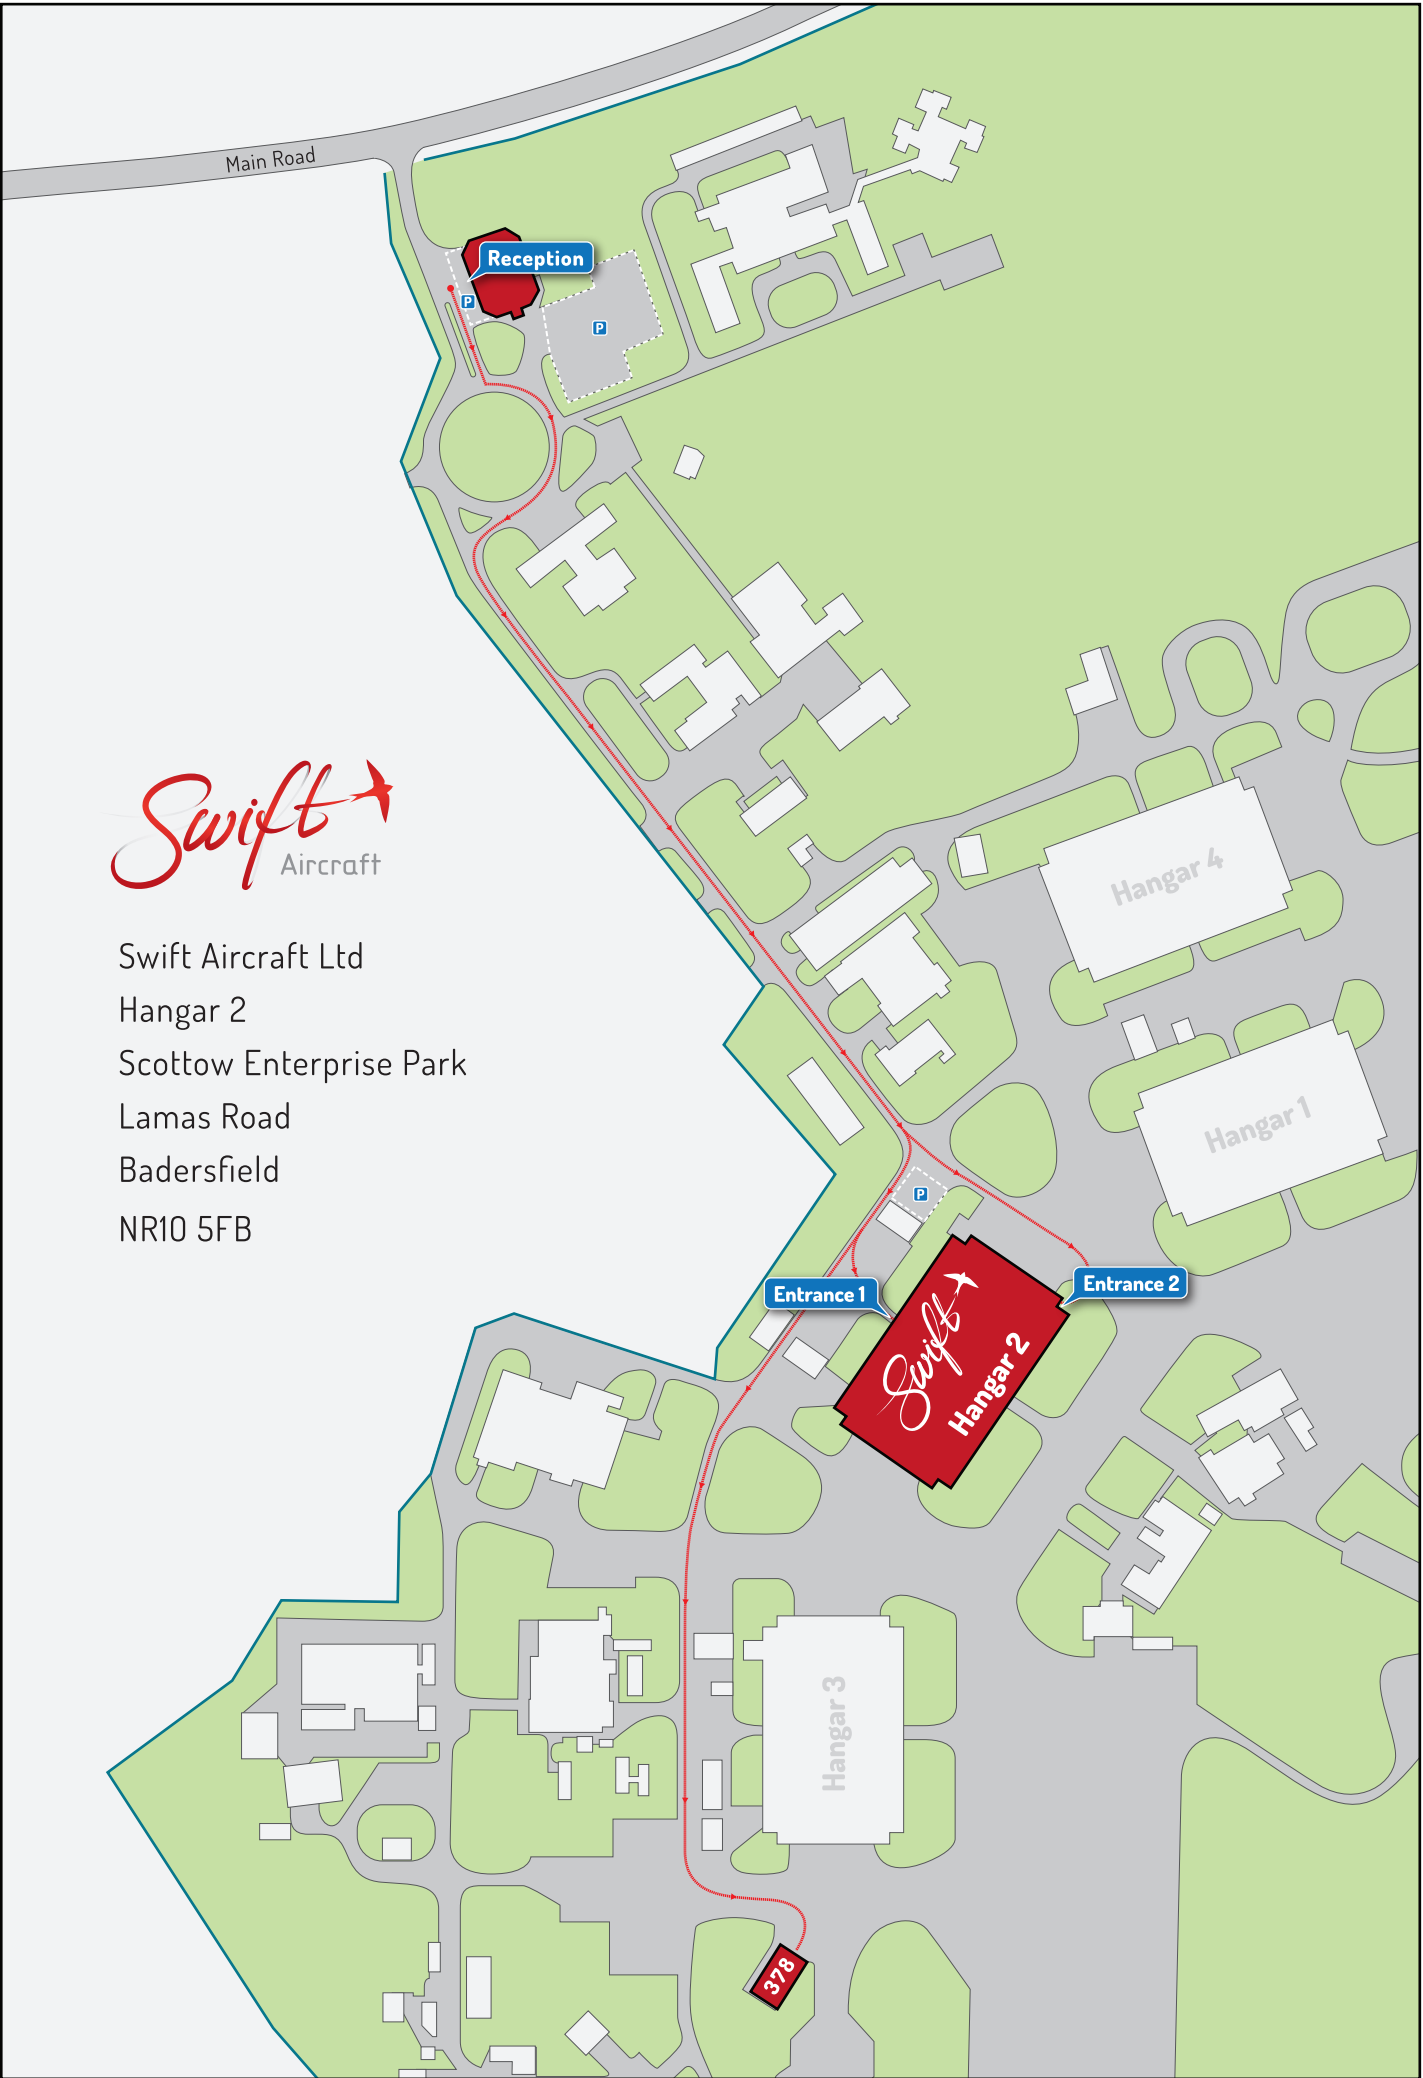 Main Road
Reception
P
P
Swift
Aircraft
Swift Aircraft Ltd
Hangar 2
Scottow Enterprise Park
Lamas Road
Badersfield
NR10 5FB
Hangar 4
Hangar 1
P
Entrance 1
Entrance 2
Swift
Hangar 2
Hangar 3
378